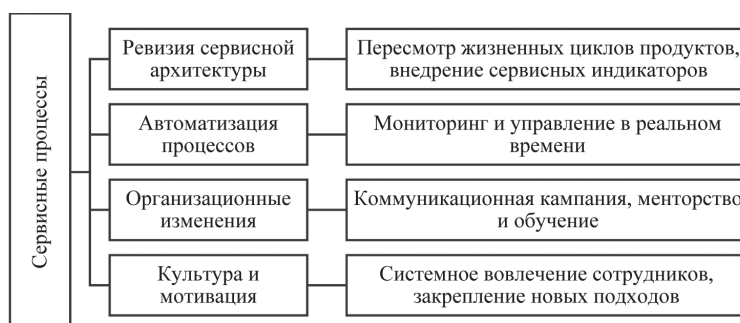 Сервисные процессы
Ревизия сервисной
архитектуры
Пересмотр жизненных циклов продуктов,
внедрение сервисных индикаторов
Автоматизация
процессов
Мониторинг и управление в реальном
времени
Организационные
изменения
Коммуникационная кампания, менторство
и обучение
Культура и
мотивация
Системное вовлечение сотрудников,
закрепление новых подходов